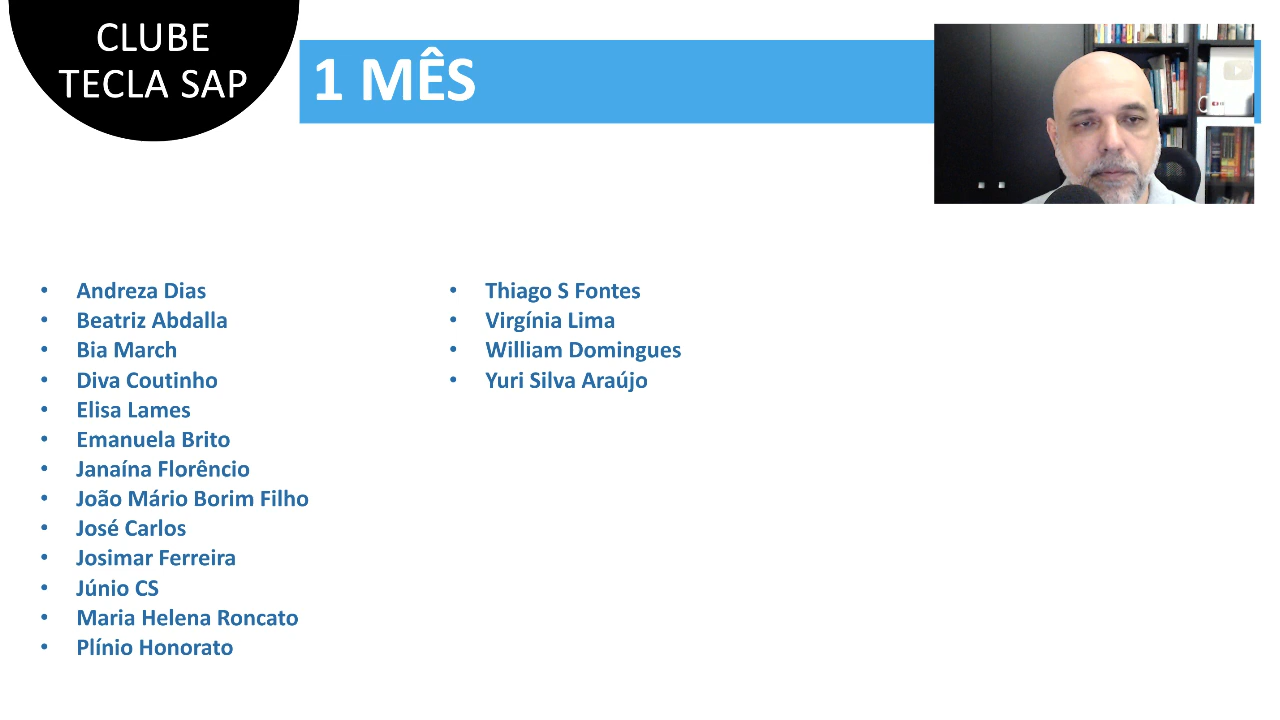 CLUBE
TECLA SAP
1 MÊS
• Andreza Dias
• Beatriz Abdalla
• Bia March
• Diva Coutinho
• Elisa Lames
• Emanuela Brito
• Janaína Florêncio
• João Mário Borim Filho
• José Carlos
• Josimar Ferreira
• Júnio CS
• Maria Helena Roncato
• Plínio Honorato
• Thiago S Fontes
• Virgínia Lima
• William Domingues
• Yuri Silva Araújo